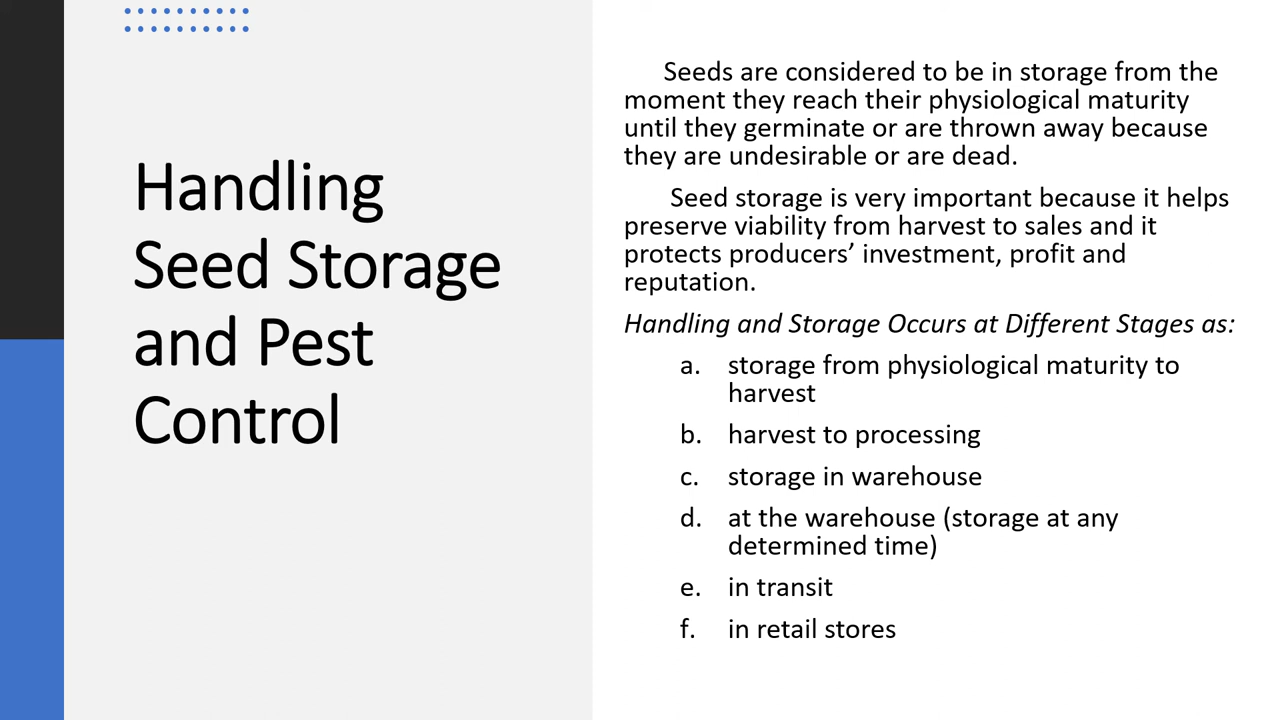 Handling
Seed Storage
and Pest
Control
Seeds are considered to be in storage from the
moment they reach their physiological maturity
until they germinate or are thrown away because
they are undesirable or are dead.
Seed storage is very important because it helps
preserve viability from harvest to sales and it
protects producers’ investment, profit and
reputation.
Handling and Storage Occurs at Different Stages as:
a. storage from physiological maturity to
harvest
b. harvest to processing
c. storage in warehouse
d. at the warehouse (storage at any
determined time)
e. in transit
f. in retail stores